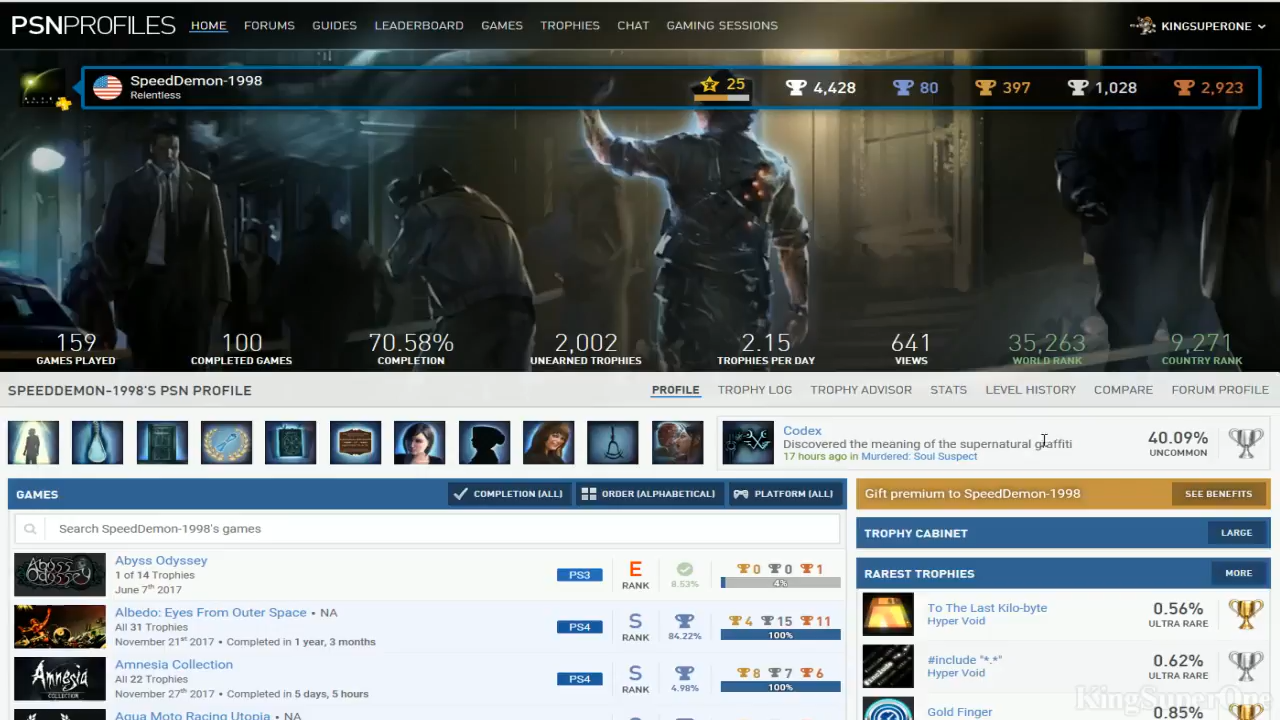 PSNPROFILES HOME FORUMS GUIDES LEADERBOARD GAMES TROPHIES CHAT GAMING SESSIONS KINGSUPERONE
SpeedDemon-1998
Relentless
25 4,428 80 397 1,028 2,923
159 100 70.58% 2,002 2.15 641 35,263 9,271
GAMES PLAYED COMPLETED GAMES COMPLETION UNEARNED TROPHIES TROPHIES PER DAY VIEWS WORLD RANK COUNTRY RANK
SPEEDDEMON-1998'S PSN PROFILE PROFILE TROPHY LOG TROPHY ADVISOR STATS LEVEL HISTORY COMPARE FORUM PROFILE
Codex
Discovered the meaning of the supernatural graffiti
17 hours ago in Murdered: Soul Suspect
40.09%
UNCOMMON
GAMES COMPLETION (ALL) ORDER (ALPHABETICAL) PLATFORM (ALL)
Search SpeedDemon-1998's games
Abyss Odyssey
1 of 14 Trophies
June 7th 2017
PS3 E RANK 8.53% 0 0 1
4%
Albedo: Eyes From Outer Space • NA
All 31 Trophies
November 21st 2017 • Completed in 1 year, 3 months
PS4 S RANK 84.22% 4 15 11
100%
Amnesia Collection
All 22 Trophies
November 27th 2017 • Completed in 5 days, 5 hours
PS4 S RANK 4.98% 8 7 6
100%
Aqua Moto Racing Utopia • NA
Gift premium to SpeedDemon-1998 SEE BENEFITS
TROPHY CABINET LARGE
RAREST TROPHIES MORE
To The Last Kilo-byte
Hyper Void
0.56%
ULTRA RARE
#include "*.*"
Hyper Void
0.62%
ULTRA RARE
Gold Finger
0.85%
KingSuperOne